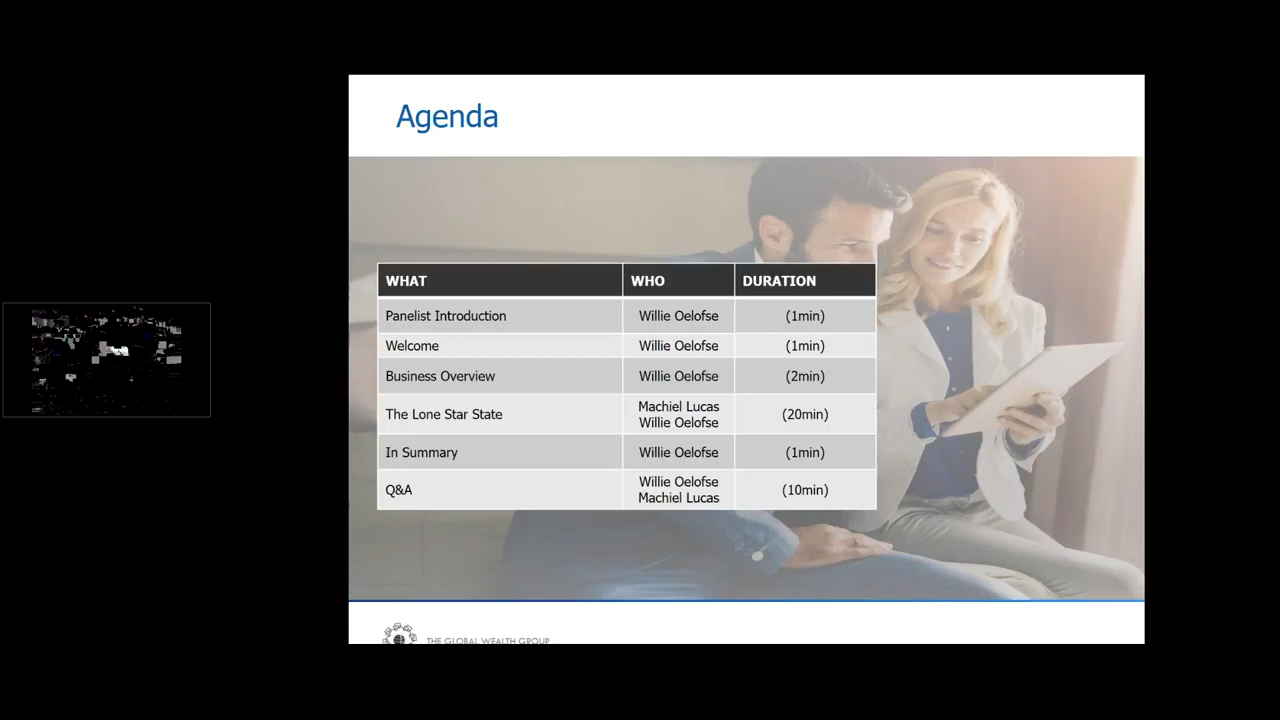 Agenda
WHAT WHO DURATION
Panelist Introduction Willie Oelofse (1min)
Welcome Willie Oelofse (1min)
Business Overview Willie Oelofse (2min)
The Lone Star State Machiel Lucas Willie Oelofse (20min)
In Summary Willie Oelofse (1min)
Q&A Willie Oelofse Machiel Lucas (10min)
THE GLOBAL WEALTH GROUP